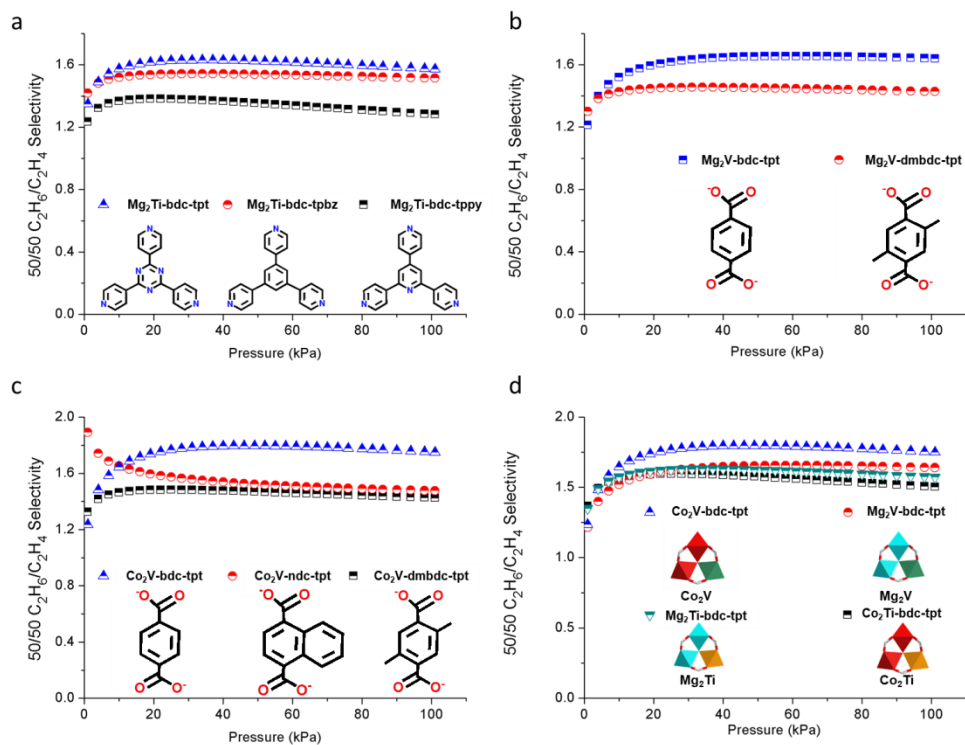 a
50/50 C₂H₆/C₂H₄ Selectivity
1.6
1.2
0.8
0.4
0.0
Mg₂Ti-bdc-tpt
Mg₂Ti-bdc-tpbz
Mg₂Ti-bdc-tppy
N
N
N
N
N
N
N
N
N
N
N
N
N
0
20
40
60
80
100
Pressure (kPa)
b
50/50 C₂H₆/C₂H₄ Selectivity
1.6
1.2
0.8
0.4
0.0
Mg₂V-bdc-tpt
Mg₂V-dmbdc-tpt
⁻O O
O O⁻
⁻O O
O O⁻
0
20
40
60
80
100
Pressure (kPa)
c
50/50 C₂H₆/C₂H₄ Selectivity
2.0
1.6
1.2
0.8
0.4
0.0
Co₂V-bdc-tpt
Co₂V-ndc-tpt
Co₂V-dmbdc-tpt
⁻O O
O O⁻
⁻O O
O O⁻
⁻O O
O O⁻
0
20
40
60
80
100
Pressure (kPa)
d
50/50 C₂H₆/C₂H₄ Selectivity
2.0
1.5
1.0
0.5
0.0
Co₂V-bdc-tpt
Mg₂V-bdc-tpt
Co₂V
Mg₂V
Mg₂Ti-bdc-tpt
Co₂Ti-bdc-tpt
Mg₂Ti
Co₂Ti
0
20
40
60
80
100
Pressure (kPa)